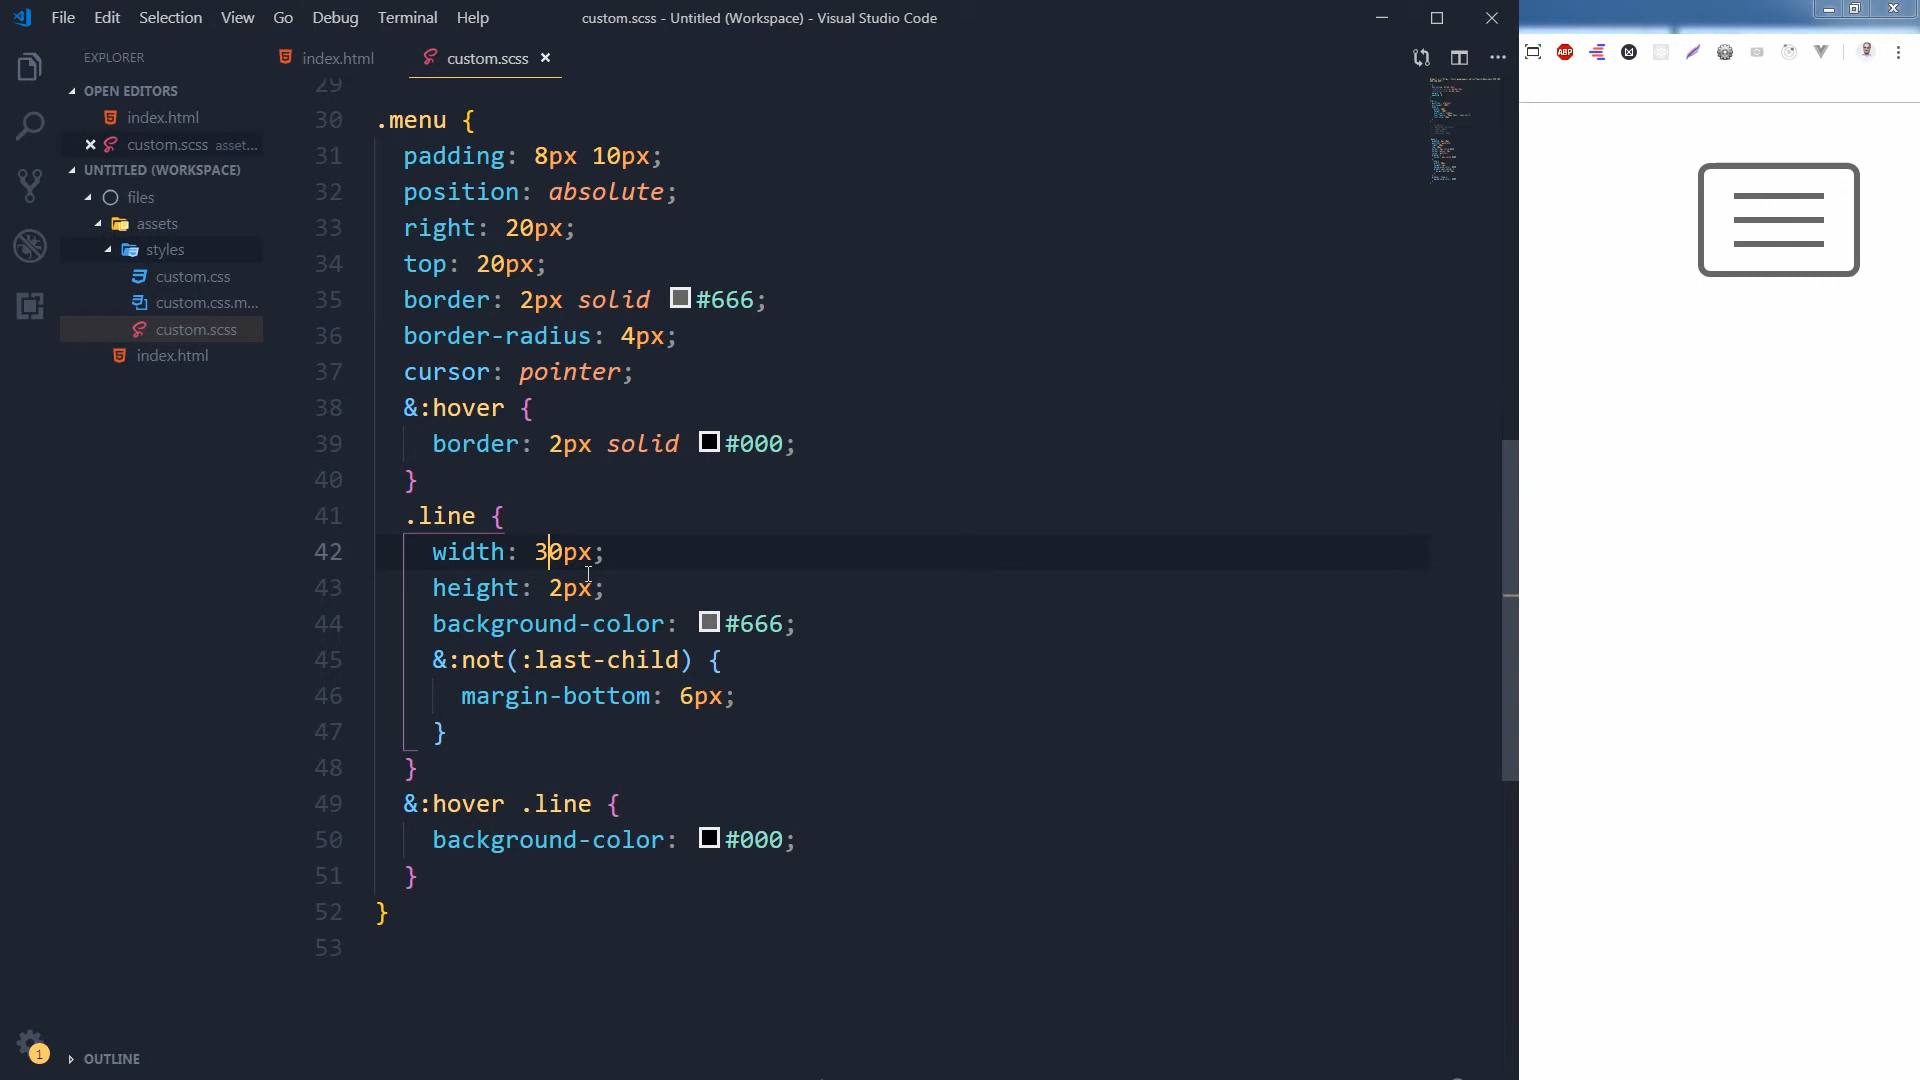 File Edit Selection View Go Debug Terminal Help
custom.scss - Untitled (Workspace) - Visual Studio Code
EXPLORER
OPEN EDITORS
index.html
custom.scss asset...
UNTITLED (WORKSPACE)
files
assets
styles
custom.css
custom.css.m...
custom.scss
index.html
OUTLINE
1
index.html
custom.scss
29
30 .menu {
31 padding: 8px 10px;
32 position: absolute;
33 right: 20px;
34 top: 20px;
35 border: 2px solid #666;
36 border-radius: 4px;
37 cursor: pointer;
38 &:hover {
39 border: 2px solid #000;
40 }
41 .line {
42 width: 30px;
43 height: 2px;
44 background-color: #666;
45 &:not(:last-child) {
46 margin-bottom: 6px;
47 }
48 }
49 &:hover .line {
50 background-color: #000;
51 }
52 }
53
ABP